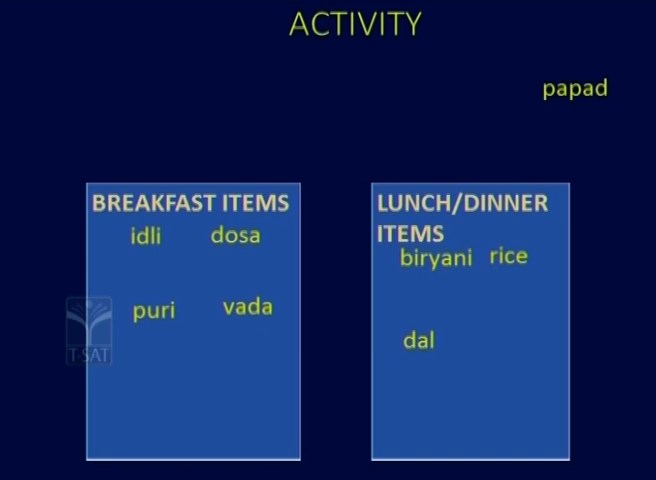 ACTIVITY
papad
BREAKFAST ITEMS
idli dosa
puri vada
LUNCH/DINNER
ITEMS
biryani rice
dal
T-SAT